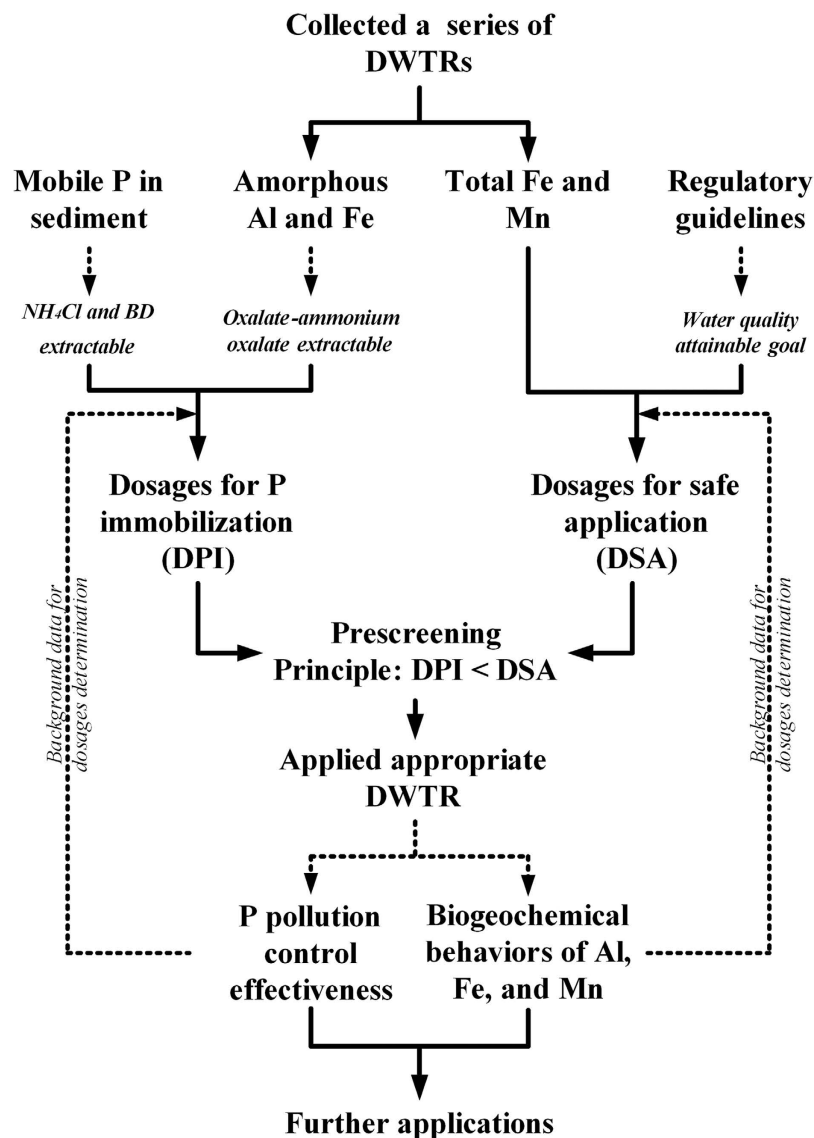 Collected a series of
DWTRs
Mobile P in
sediment
Amorphous
Al and Fe
Total Fe and
Mn
Regulatory
guidelines
NH₄Cl and BD
extractable
Oxalate-ammonium
oxalate extractable
Water quality
attainable goal
Dosages for P
immobilization
(DPI)
Dosages for safe
application
(DSA)
Background data for
dosages determination
Background data for
dosages determination
Prescreening
Principle: DPI < DSA
Applied appropriate
DWTR
P pollution
control
effectiveness
Biogeochemical
behaviors of Al,
Fe, and Mn
Further applications